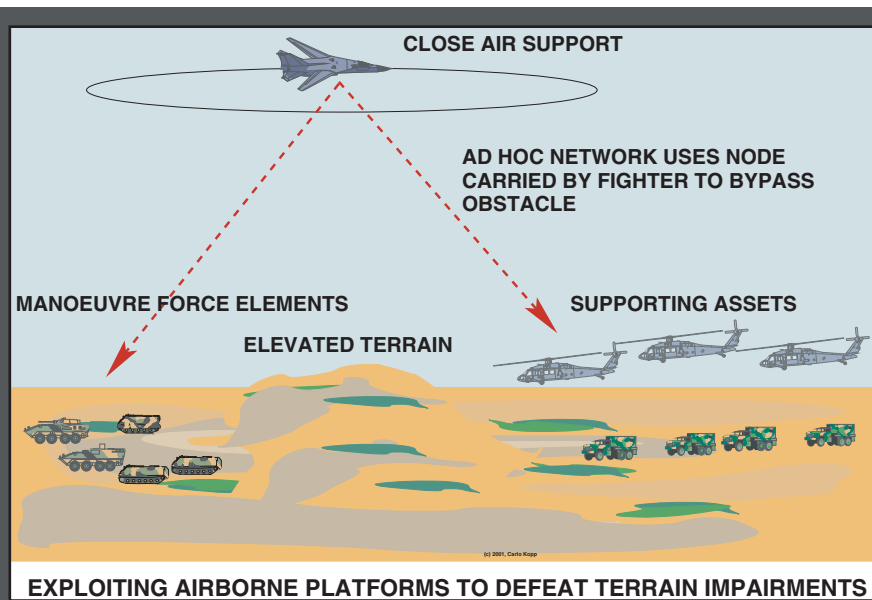 CLOSE AIR SUPPORT
AD HOC NETWORK USES NODE
CARRIED BY FIGHTER TO BYPASS
OBSTACLE
MANOEUVRE FORCE ELEMENTS
SUPPORTING ASSETS
ELEVATED TERRAIN
(c) 2001, Carlo Kopp
EXPLOITING AIRBORNE PLATFORMS TO DEFEAT TERRAIN IMPAIRMENTS